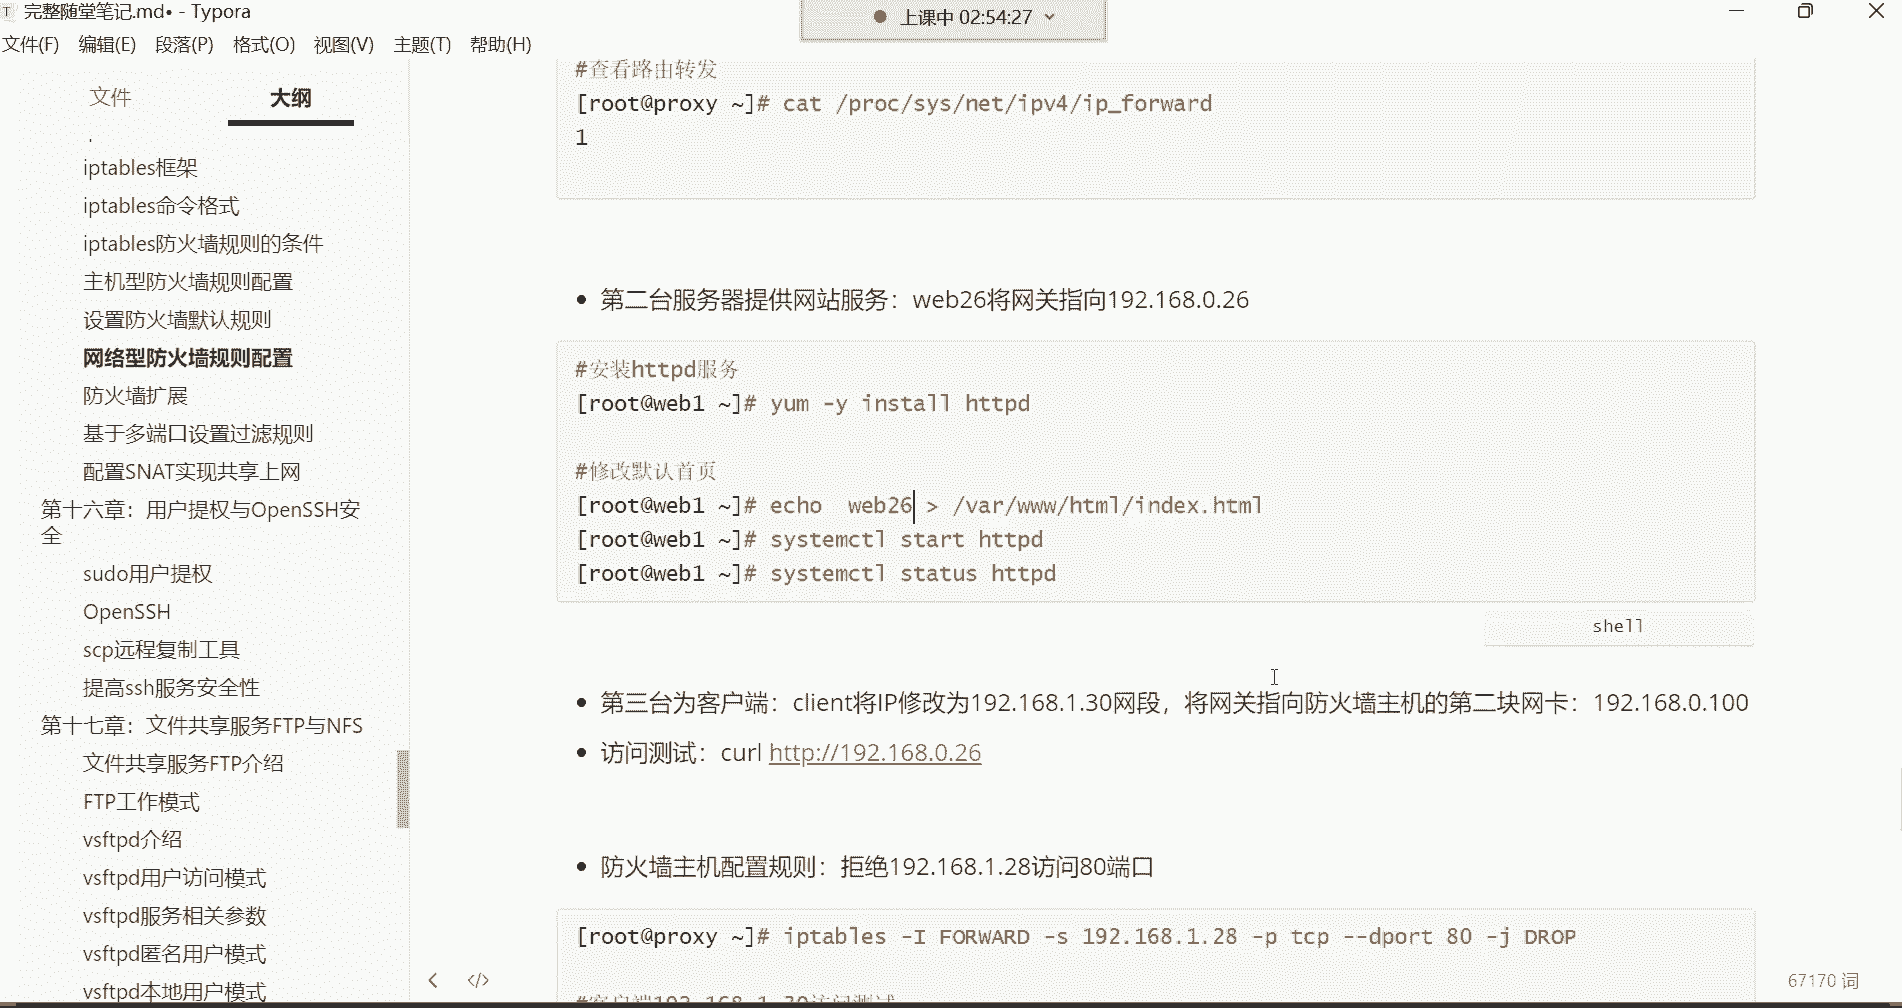 完整随堂笔记.md• - Typora
上课中 02:54:27
文件(F) 编辑(E) 段落(P) 格式(O) 视图(V) 主题(T) 帮助(H)
文件 大纲
iptables框架
iptables命令格式
iptables防火墙规则的条件
主机型防火墙规则配置
设置防火墙默认规则
网络型防火墙规则配置
防火墙扩展
基于多端口设置过滤规则
配置SNAT实现共享上网
第十六章：用户提权与OpenSSH安
全
sudo用户提权
OpenSSH
scp远程复制工具
提高ssh服务安全性
第十七章：文件共享服务FTP与NFS
文件共享服务FTP介绍
FTP工作模式
vsftpd介绍
vsftpd用户访问模式
vsftpd服务相关参数
vsftpd匿名用户模式
vsftpd本地用户模式
#查看路由转发
[root@proxy ~]# cat /proc/sys/net/ipv4/ip_forward
1
• 第二台服务器提供网站服务：web26将网关指向192.168.0.26
#安装httpd服务
[root@web1 ~]# yum -y install httpd
#修改默认首页
[root@web1 ~]# echo  web26 > /var/www/html/index.html
[root@web1 ~]# systemctl start httpd
[root@web1 ~]# systemctl status httpd
shell
• 第三台为客户端：client将IP修改为192.168.1.30网段，将网关指向防火墙主机的第二块网卡：192.168.0.100
• 访问测试：curl http://192.168.0.26
• 防火墙主机配置规则：拒绝192.168.1.28访问80端口
[root@proxy ~]# iptables -I FORWARD -s 192.168.1.28 -p tcp --dport 80 -j DROP
#客户端192.168.1.30访问测试
67170 词